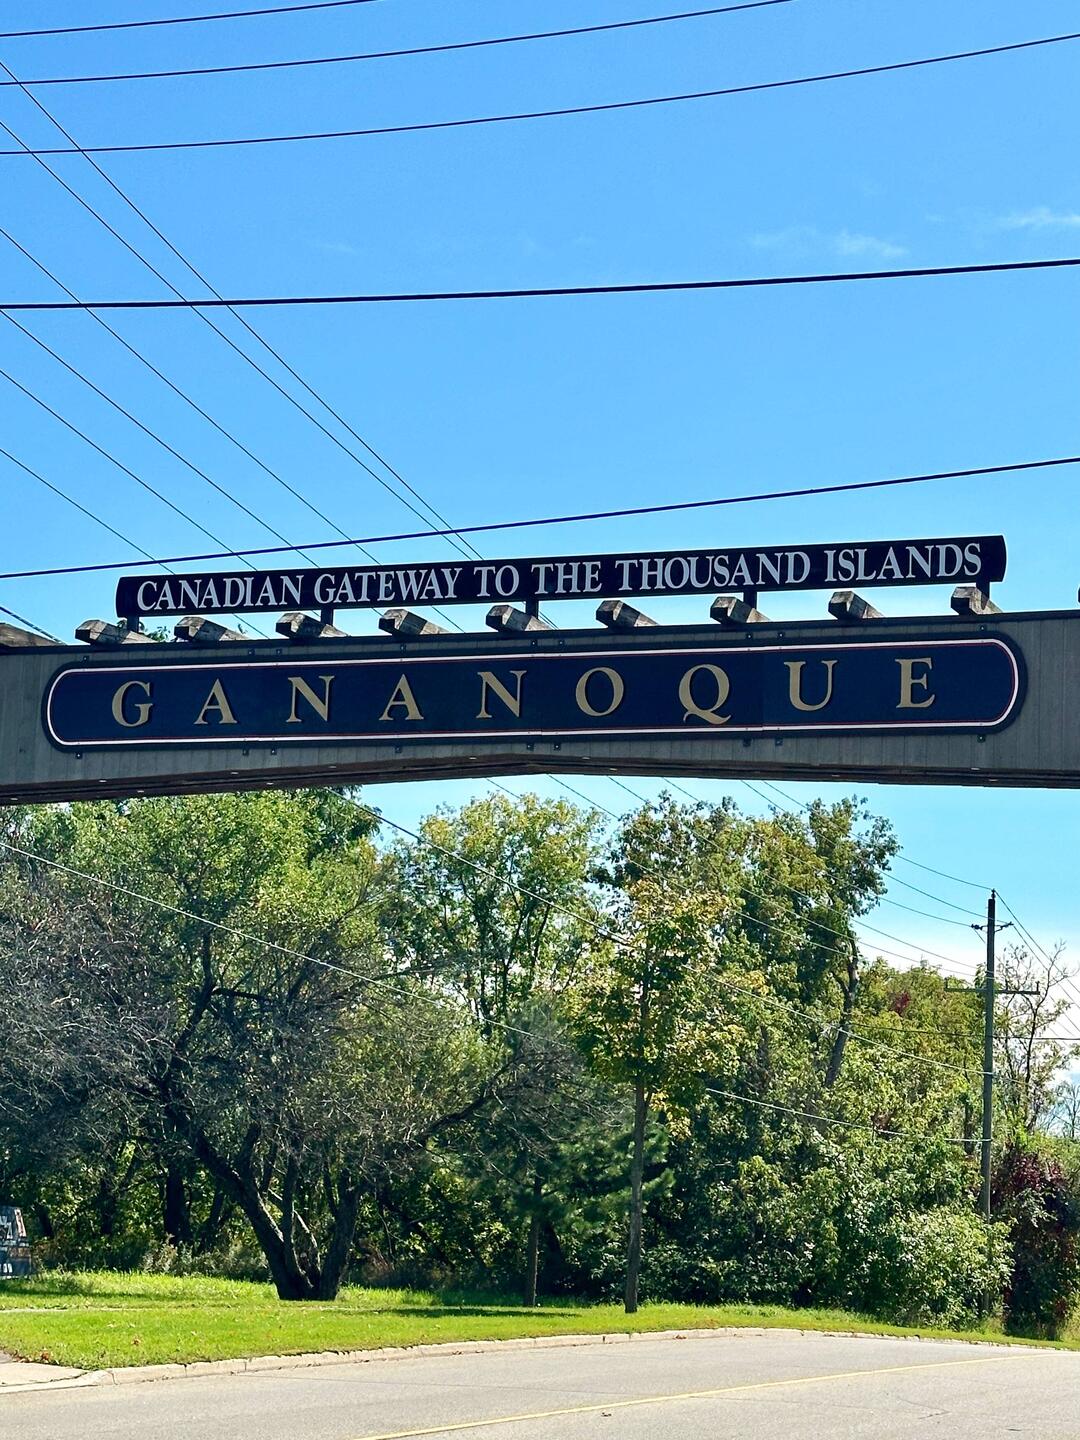 CANADIAN GATEWAY TO THE THOUSAND ISLANDS
GANANOQUE